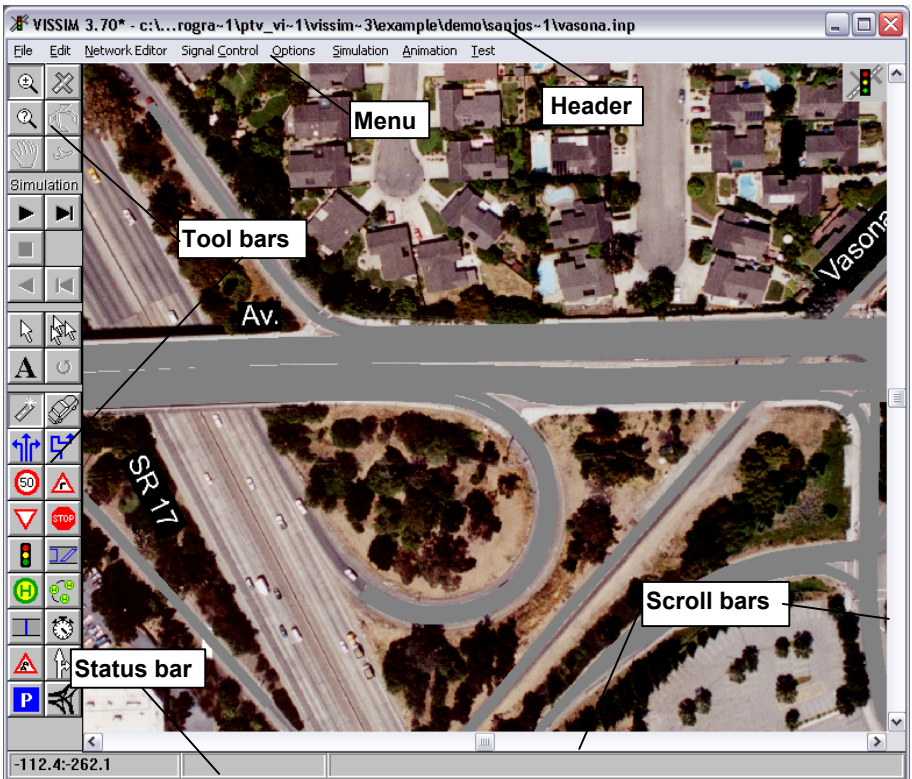 VISSIM 3.70* - c:\...rogra~1\ptv_vi~1\vissim~3\example\demo\sanjos~1\vasona.inp
File Edit Network Editor Signal Control Options Simulation Animation Test
Header
Menu
Simulation
Tool bars
Vasona
Av.
A
SR 17
50
STOP
H H H
Scroll bars
Status bar
P
-112.4:-262.1